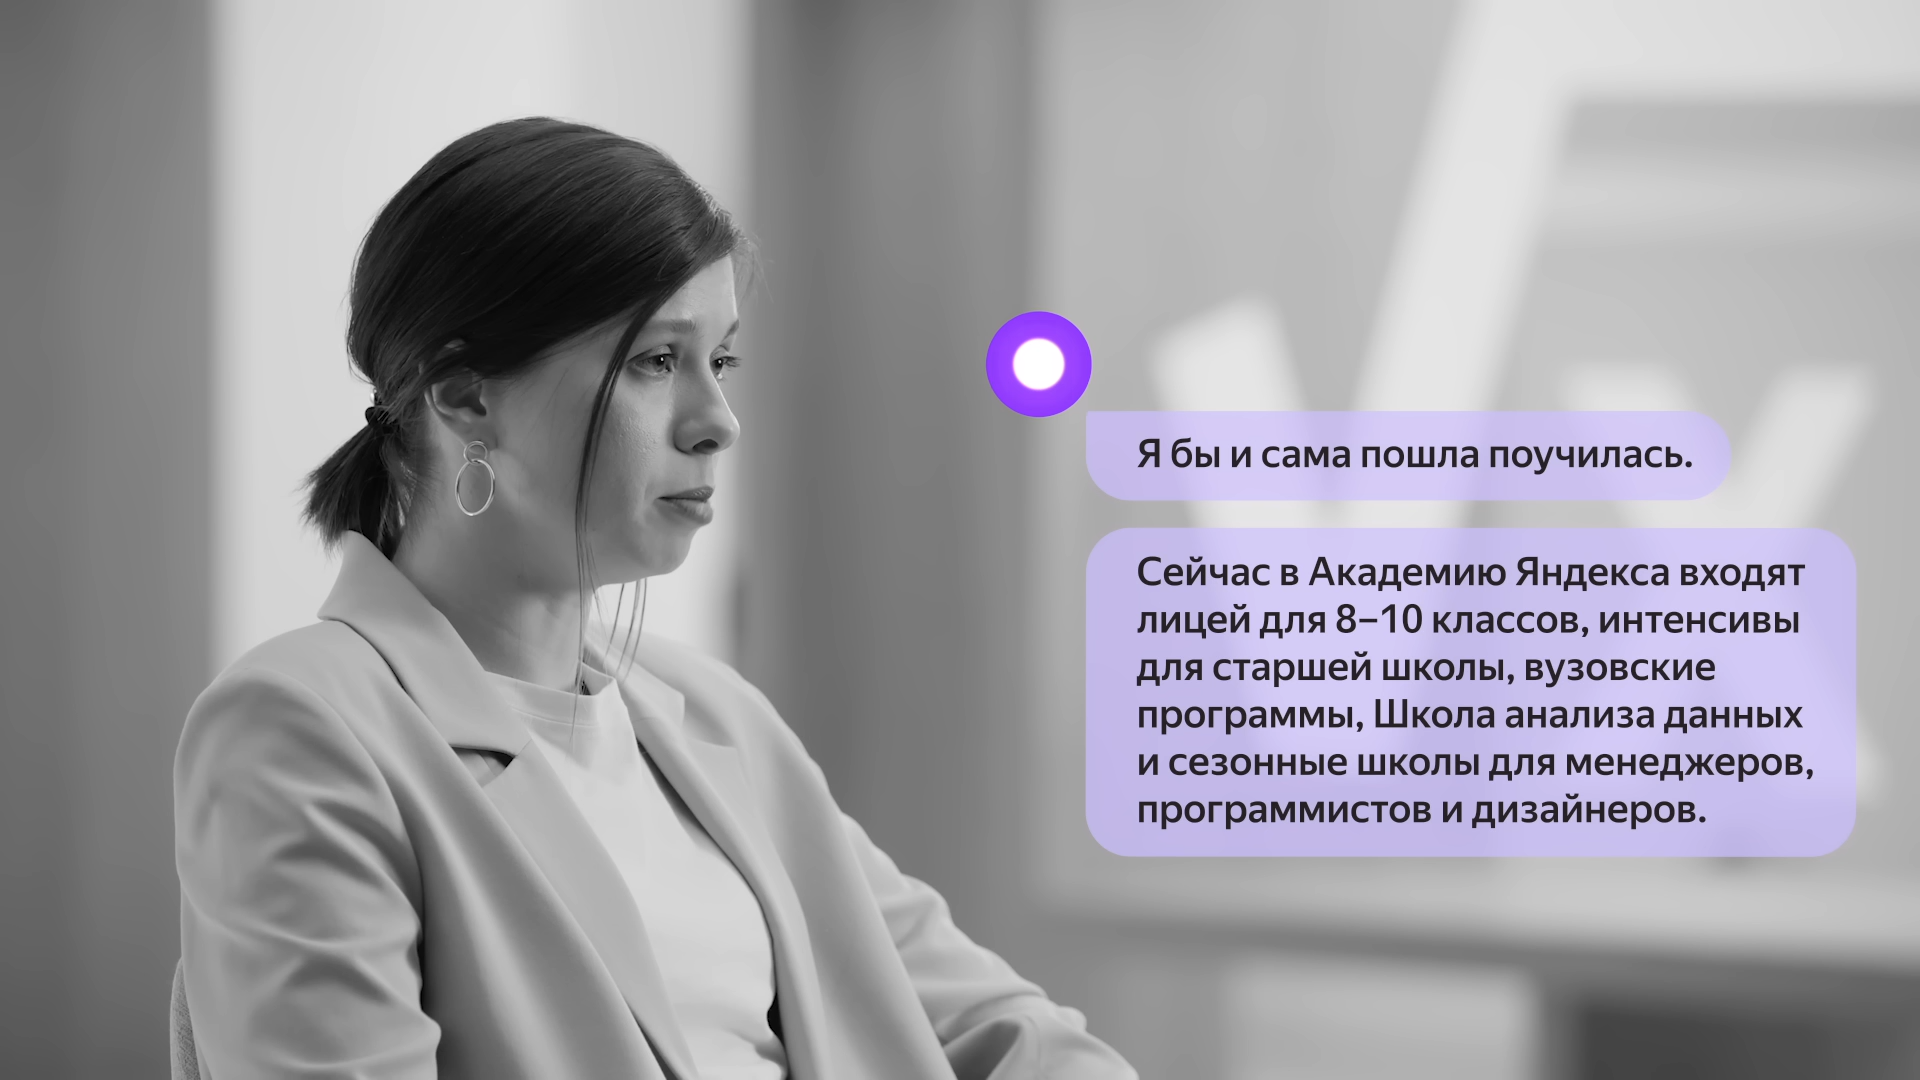 Я бы и сама пошла поучилась.
Сейчас в Академию Яндекса входят
лицей для 8–10 классов, интенсивы
для старшей школы, вузовские
программы, Школа анализа данных
и сезонные школы для менеджеров,
программистов и дизайнеров.